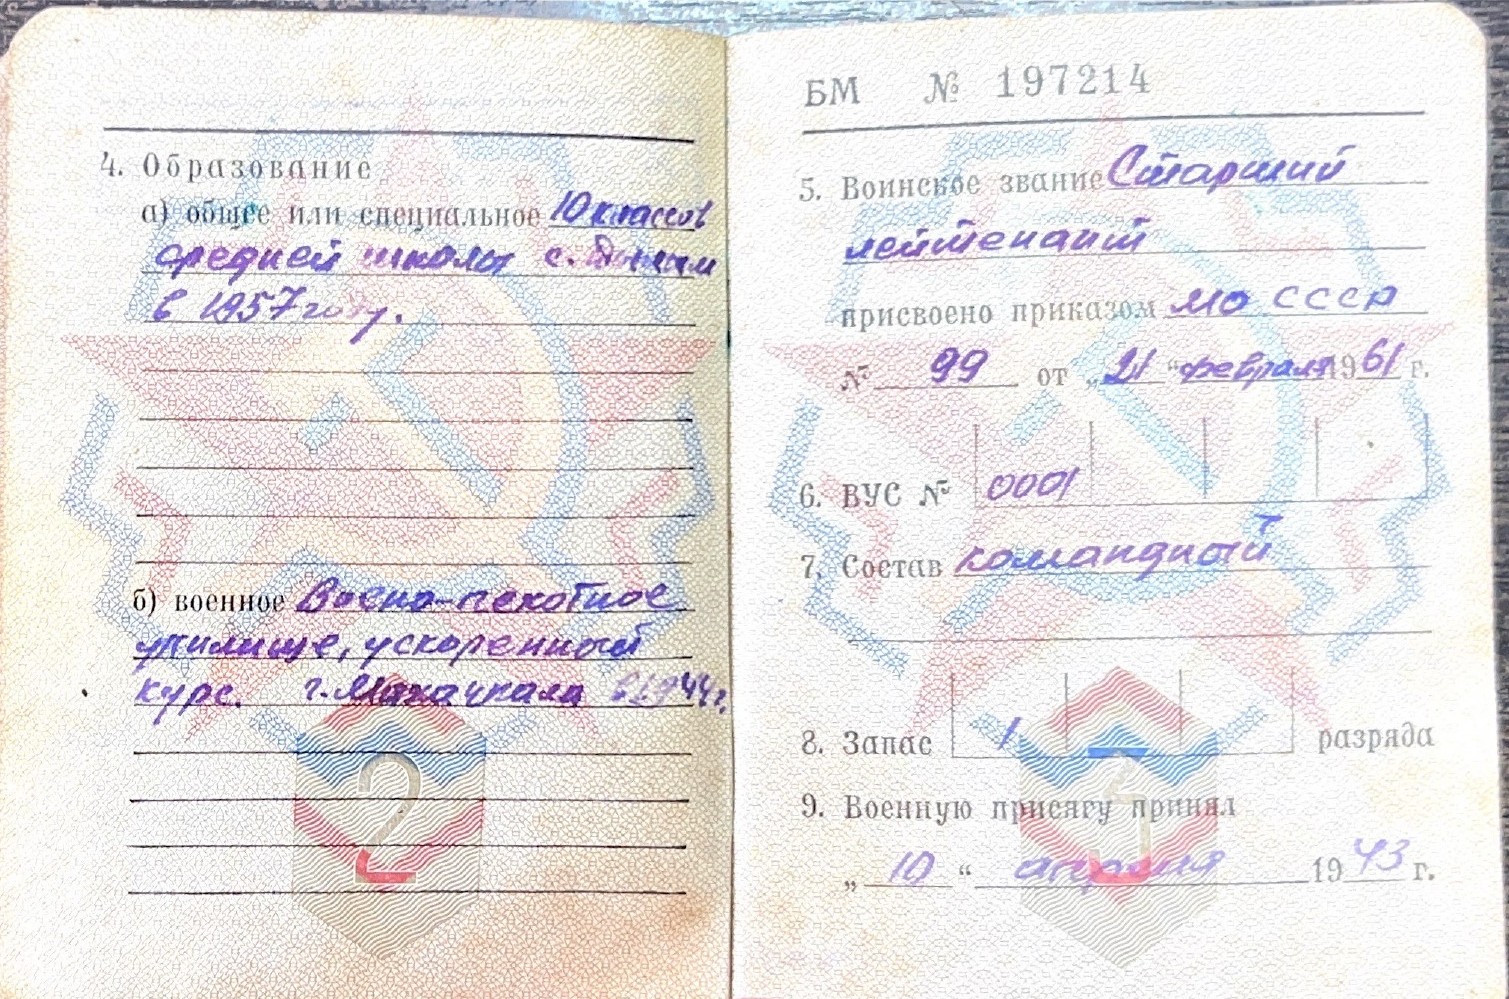 4. Образование
а) общее или специальное 10 классов
средней школы с.
в 1957 году.
б) военное Военно-пехотное
училище, ускоренный
курс. г. Махачкала в 1944 г.
2
БМ № 197214
5. Воинское звание Старший
лейтенант
присвоено приказом МО СССР
№ 99 от „21“ февраля 1961 г.
6. ВУС № 0001
7. Состав командный
8. Запас 1 разряда
9. Военную присягу принял
„10“ апреля 1943 г.
3